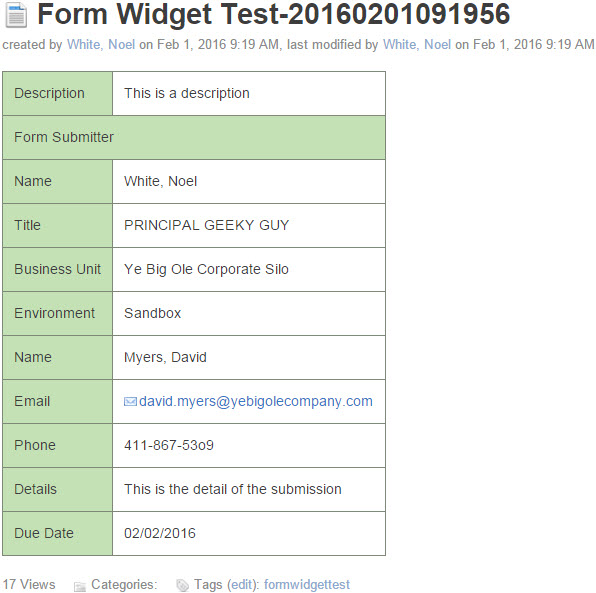 Form Widget Test-20160201091956
created by White, Noel on Feb 1, 2016 9:19 AM, last modified by White, Noel on Feb 1, 2016 9:19 AM
Description This is a description
Form Submitter
Name White, Noel
Title PRINCIPAL GEEKY GUY
Business Unit Ye Big Ole Corporate Silo
Environment Sandbox
Name Myers, David
Email david.myers@yebigolecompany.com
Phone 411-867-53o9
Details This is the detail of the submission
Due Date 02/02/2016
17 Views Categories: Tags (edit): formwidgettest